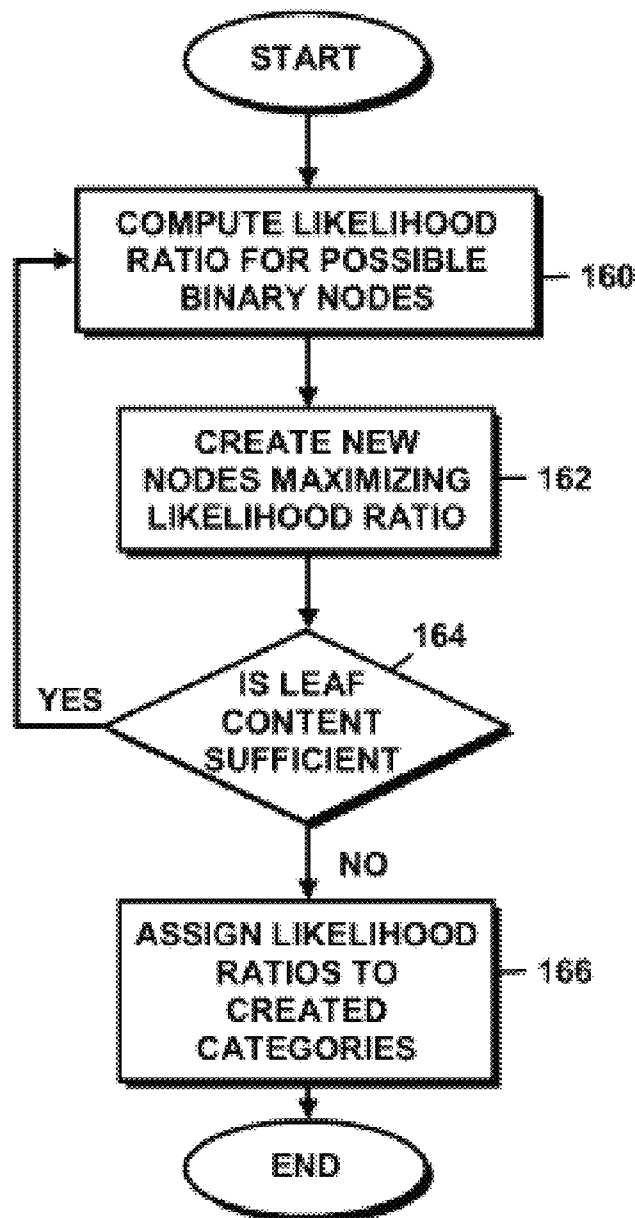 START
COMPUTE LIKELIHOOD
RATIO FOR POSSIBLE
BINARY NODES
160
CREATE NEW
NODES MAXIMIZING
LIKELIHOOD RATIO
162
164
YES
IS LEAF
CONTENT
SUFFICIENT
NO
ASSIGN LIKELIHOOD
RATIOS TO
CREATED
CATEGORIES
166
END